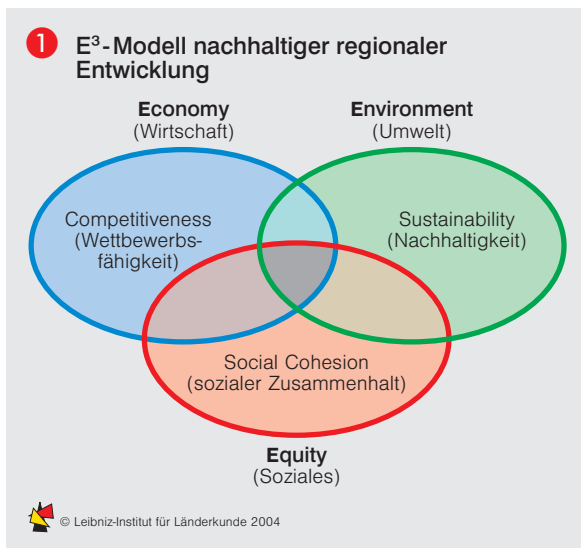 1 E³-Modell nachhaltiger regionaler
Entwicklung
Economy
(Wirtschaft)
Environment
(Umwelt)
Competitiveness
(Wettbewerbs-
fähigkeit)
Sustainability
(Nachhaltigkeit)
Social Cohesion
(sozialer Zusammenhalt)
Equity
(Soziales)
© Leibniz-Institut für Länderkunde 2004